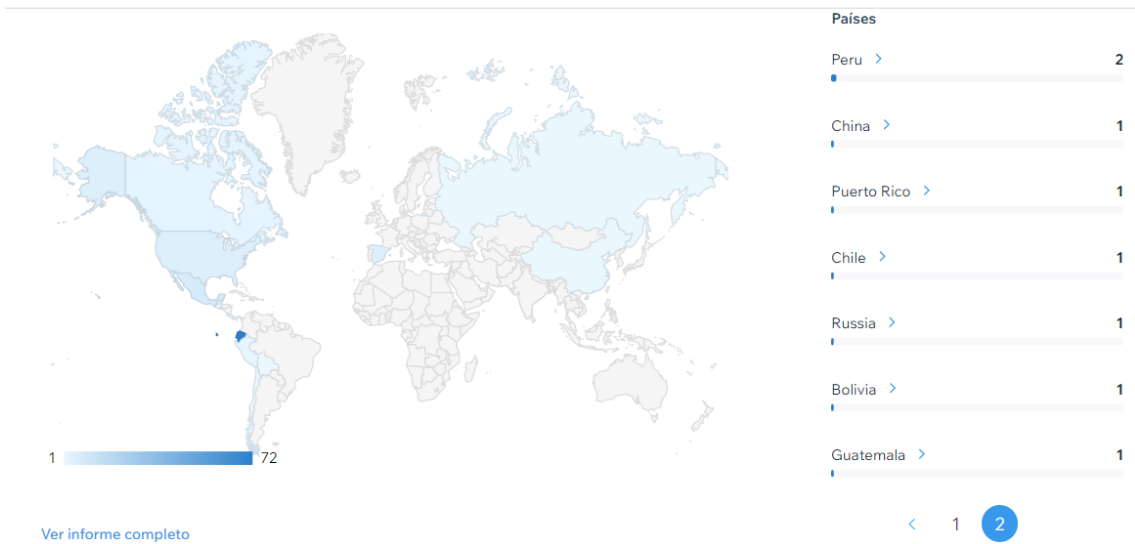 Países
Peru 2
China 1
Puerto Rico 1
Chile 1
Russia 1
Bolivia 1
Guatemala 1
1 72
Ver informe completo
1 2